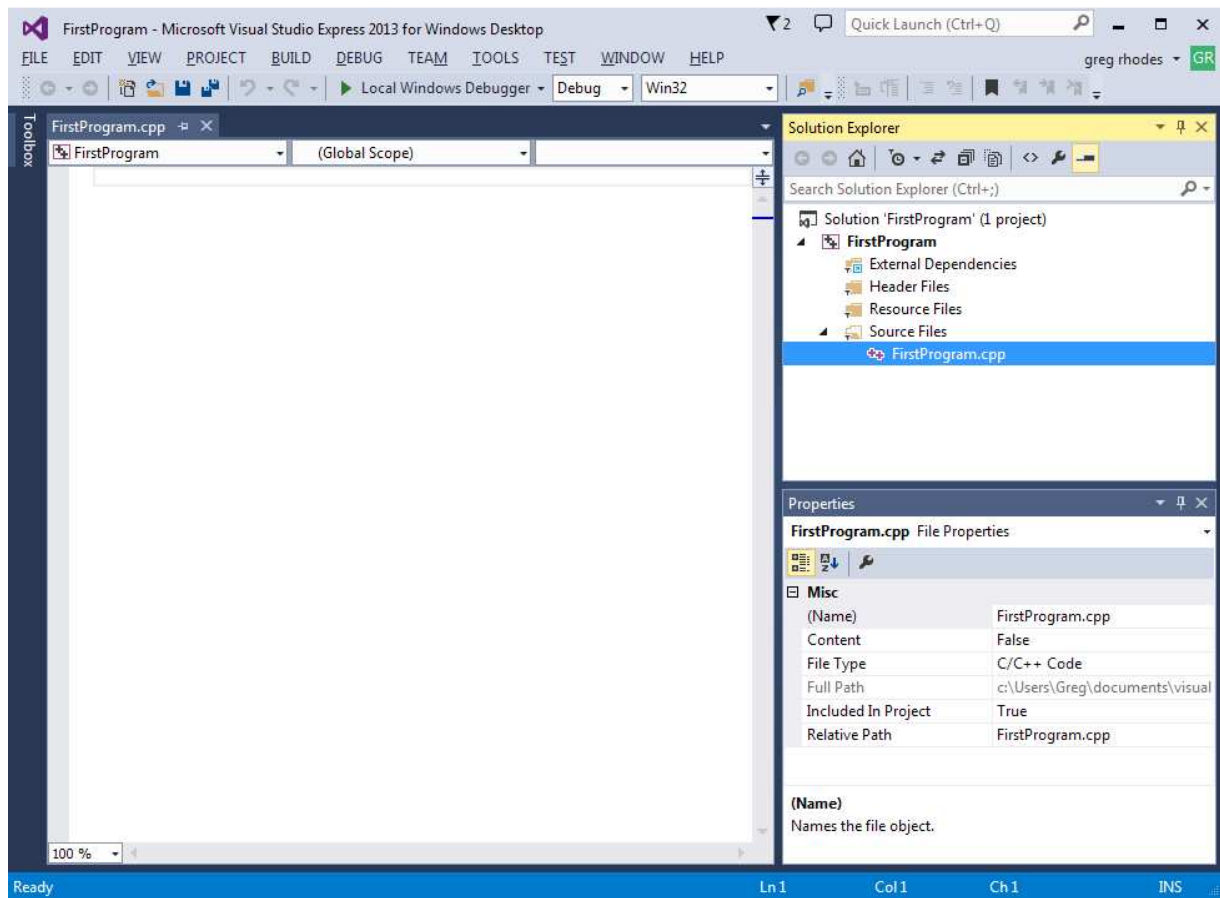 FirstProgram - Microsoft Visual Studio Express 2013 for Windows Desktop
2
Quick Launch (Ctrl+Q)
FILE EDIT VIEW PROJECT BUILD DEBUG TEAM TOOLS TEST WINDOW HELP
greg rhodes GR
Local Windows Debugger Debug Win32
Toolbox
FirstProgram.cpp
FirstProgram (Global Scope)
100 %
Solution Explorer
Search Solution Explorer (Ctrl+;)
Solution 'FirstProgram' (1 project)
FirstProgram
External Dependencies
Header Files
Resource Files
Source Files
FirstProgram.cpp
Properties
FirstProgram.cpp File Properties
Misc
(Name) FirstProgram.cpp
Content False
File Type C/C++ Code
Full Path c:\Users\Greg\documents\visual
Included In Project True
Relative Path FirstProgram.cpp
(Name)
Names the file object.
Ready Ln 1 Col 1 Ch 1 INS